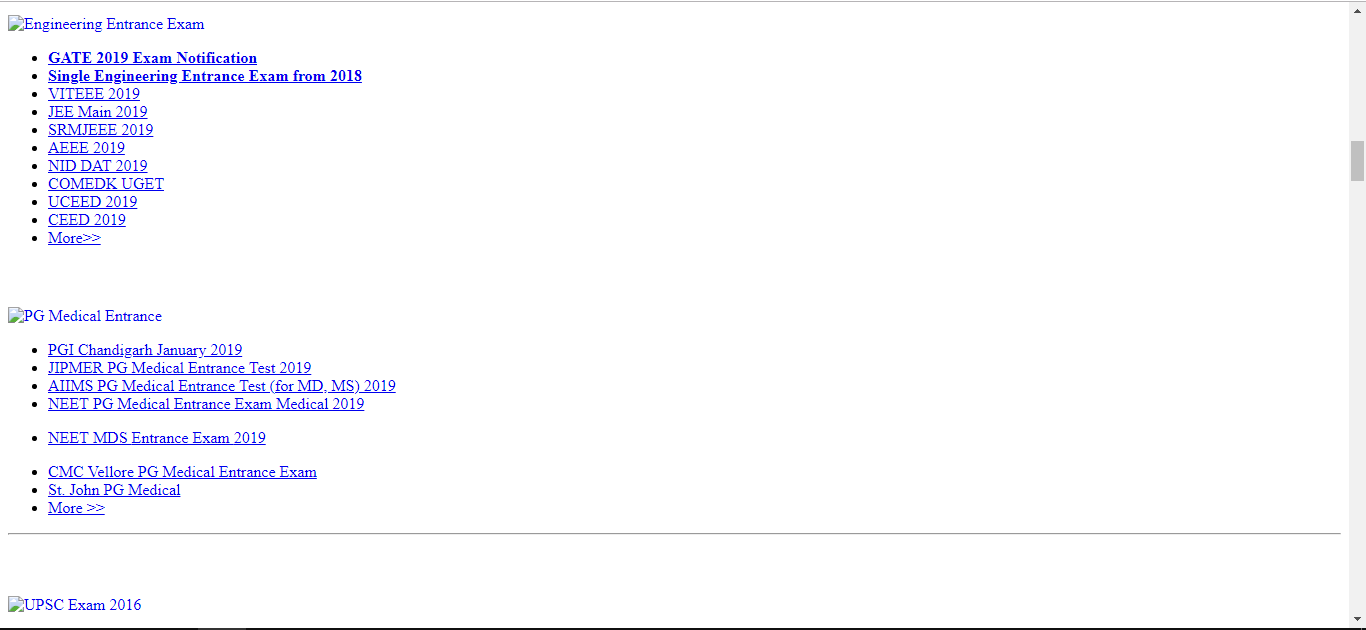 Engineering Entrance Exam
GATE 2019 Exam Notification
Single Engineering Entrance Exam from 2018
VITEEE 2019
JEE Main 2019
SRMJEEE 2019
AEEE 2019
NID DAT 2019
COMEDK UGET
UCEED 2019
CEED 2019
More>>
PG Medical Entrance
PGI Chandigarh January 2019
JIPMER PG Medical Entrance Test 2019
AIIMS PG Medical Entrance Test (for MD, MS) 2019
NEET PG Medical Entrance Exam Medical 2019
NEET MDS Entrance Exam 2019
CMC Vellore PG Medical Entrance Exam
St. John PG Medical
More >>
UPSC Exam 2016